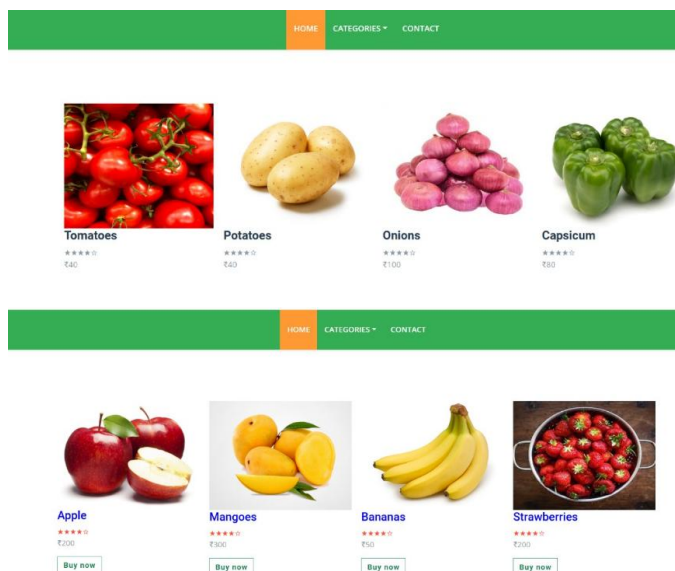 HOME CATEGORIES CONTACT
Tomatoes Potatoes Onions Capsicum
★★★★☆ ★★★★☆ ★★★★☆ ★★★★☆
₹40 ₹40 ₹100 ₹80
HOME CATEGORIES CONTACT
Apple Mangoes Bananas Strawberries
★★★★☆ ★★★★☆ ★★★★☆ ★★★★☆
₹200 ₹300 ₹50 ₹200
Buy now Buy now Buy now Buy now